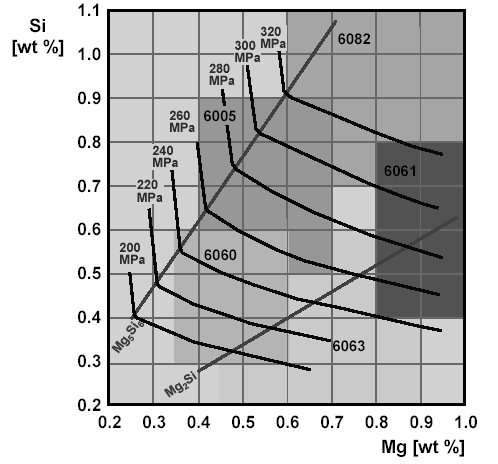 Si
[wt %]
1.1
1.0
0.9
0.8
0.7
0.6
0.5
0.4
0.3
0.2
320
MPa
300
MPa
280
MPa
260
MPa
240
MPa
220
MPa
200
MPa
6082
6005
6061
6060
6063
Mg5Si6
Mg2Si
0.2 0.3 0.4 0.5 0.6 0.7 0.8 0.9 1.0
Mg [wt %]